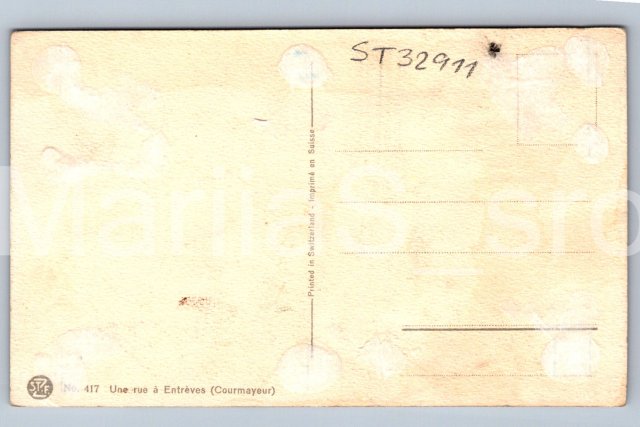 ST32911
Printed in Switzerland - Imprimé en Suisse
No. 417 Une rue à Entrèves (Courmayeur)